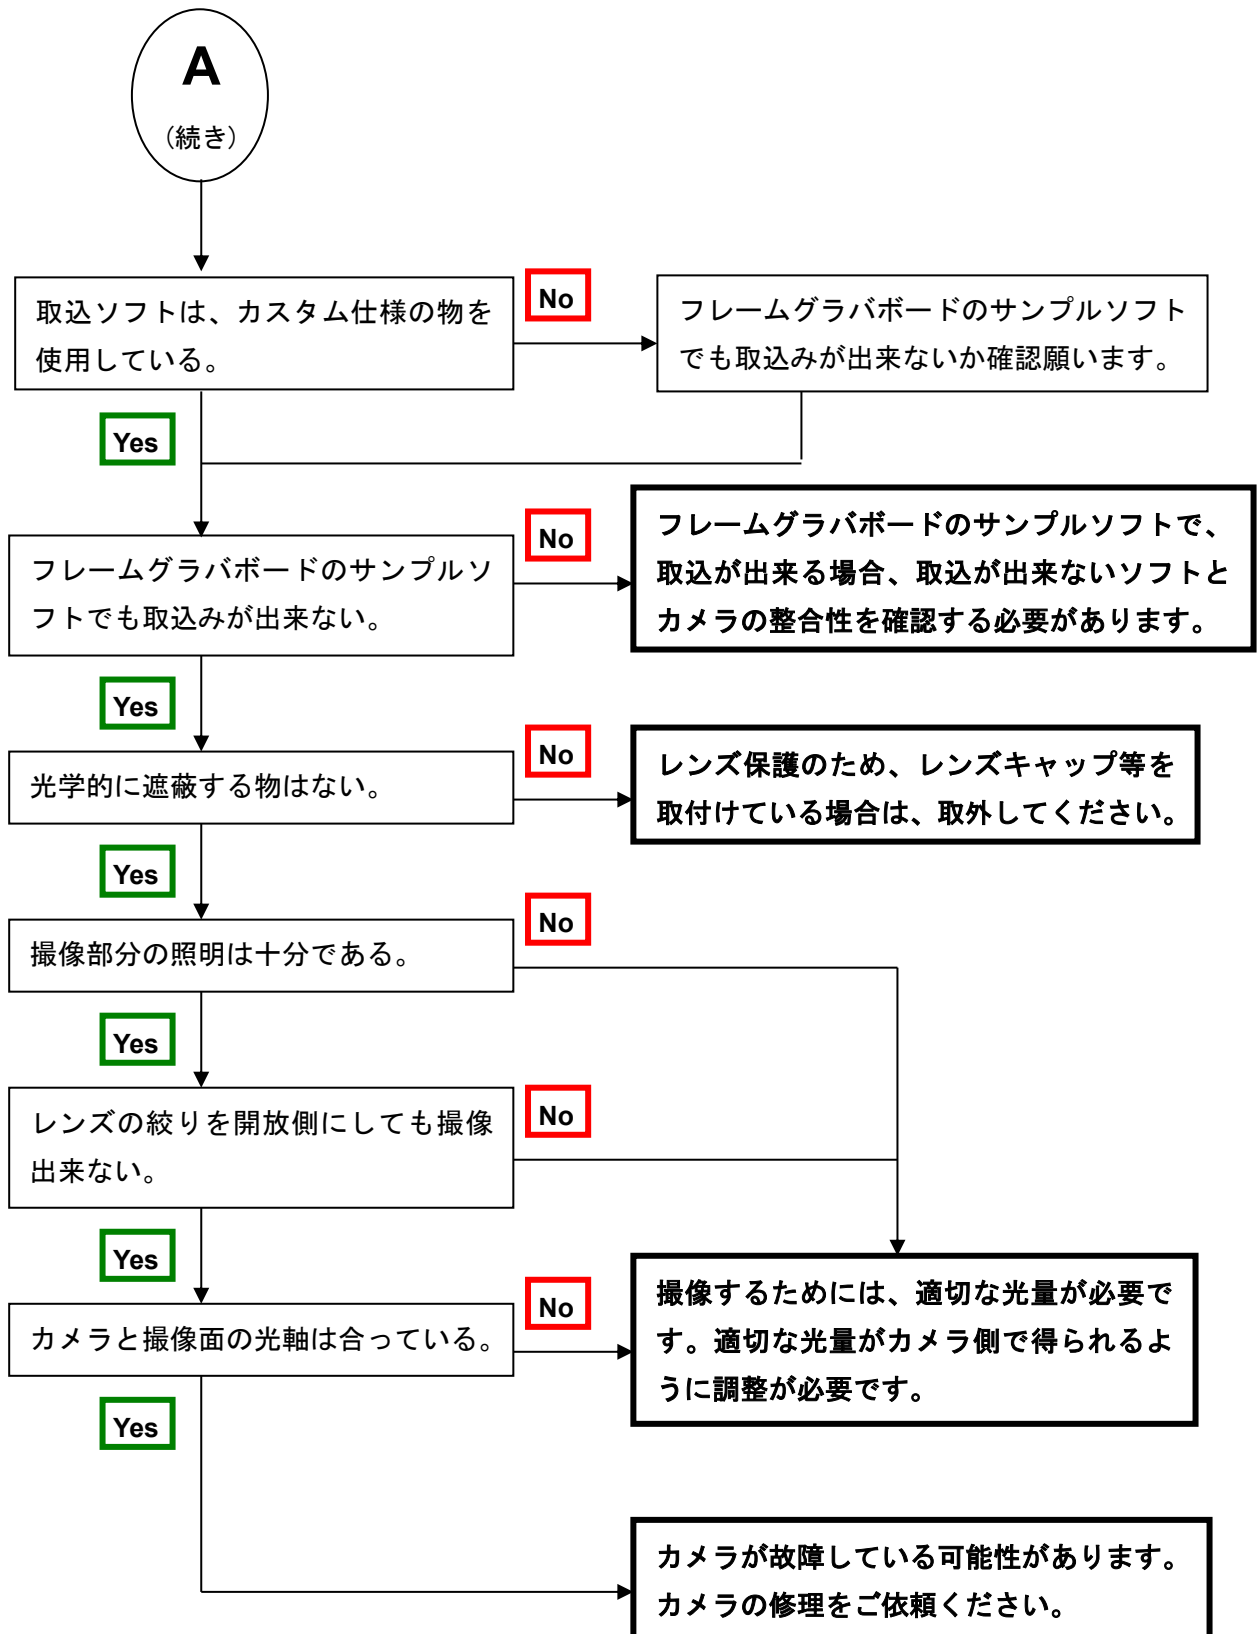 A
（続き）
取込ソフトは、カスタム仕様の物を
使用している。
No
フレームグラバボードのサンプルソフト
でも取込みが出来ないか確認願います。
Yes
フレームグラバボードのサンプルソ
フトでも取込みが出来ない。
No
フレームグラバボードのサンプルソフトで、
取込が出来る場合、取込が出来ないソフトと
カメラの整合性を確認する必要があります。
Yes
光学的に遮蔽する物はない。
No
レンズ保護のため、レンズキャップ等を
取付けている場合は、取外してください。
Yes
撮像部分の照明は十分である。
No
Yes
レンズの絞りを開放側にしても撮像
出来ない。
No
Yes
カメラと撮像面の光軸は合っている。
No
撮像するためには、適切な光量が必要で
す。適切な光量がカメラ側で得られるよ
うに調整が必要です。
Yes
カメラが故障している可能性があります。
カメラの修理をご依頼ください。